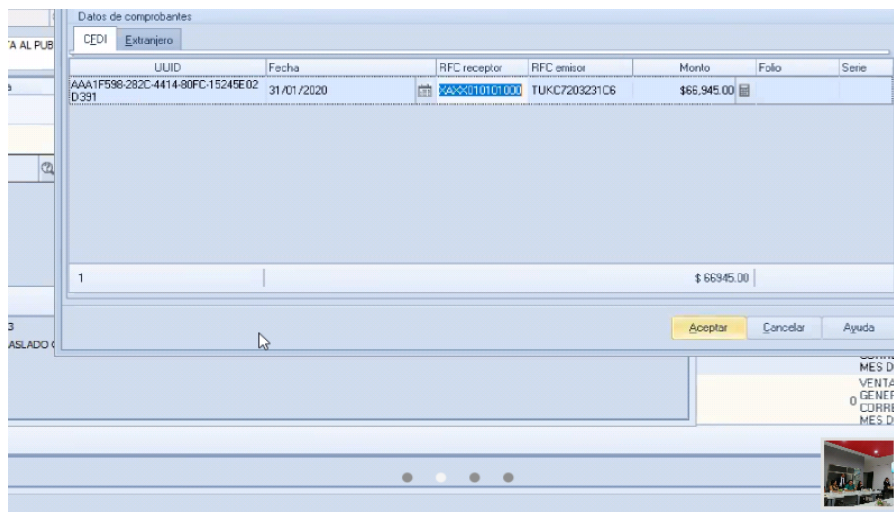 Datos de comprobantes
TA AL PUB
CFDI Extranjero
UUID Fecha RFC receptor RFC emisor Monto Folio Serie
AAA1F598-282C-4414-80FC-15245E02
D391 31/01/2020 XAXX010101000 TUKC7203231C6 $66,945.00
1 $ 66945.00
Aceptar Cancelar Ayuda
3
ASLADO
MES D
VENTA
0 GENER
CORRE
MES D